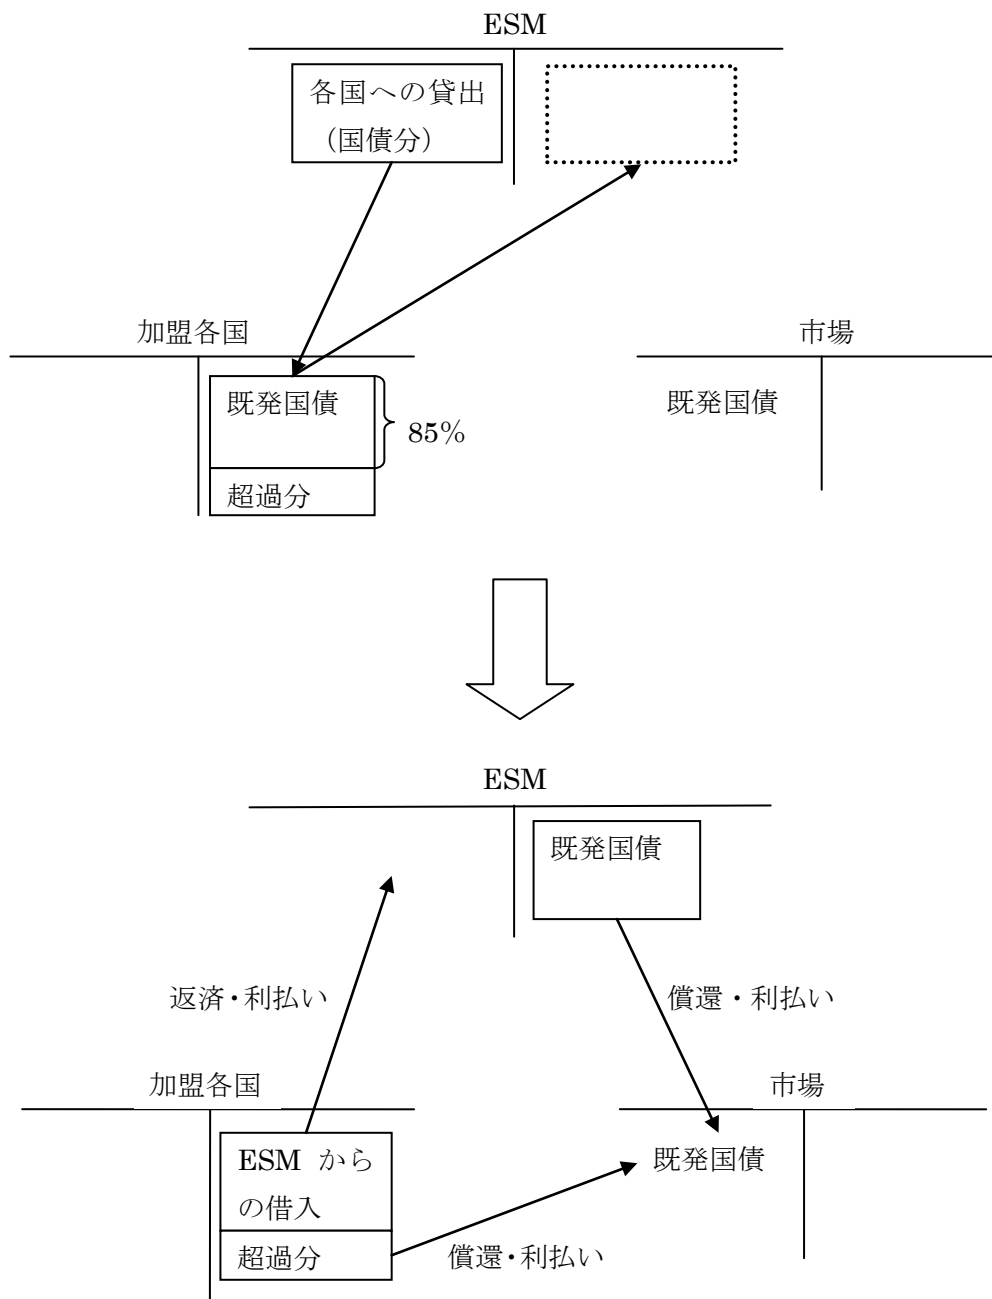 ESM
各国への貸出
（国債分）
加盟各国
市場
既発国債
既発国債
85%
超過分
ESM
既発国債
返済・利払い
償還・利払い
加盟各国
市場
ESM から
の借入
既発国債
超過分
償還・利払い